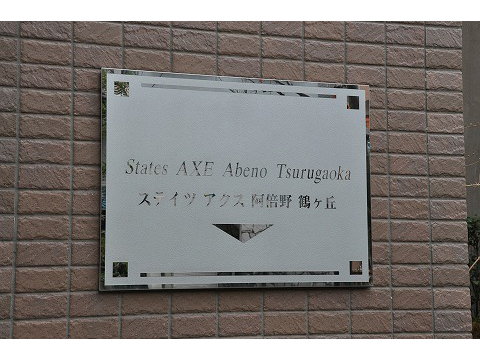 States AXE Abeno Tsurugaoka
ステイツ アクス 阿倍野 鶴ヶ丘